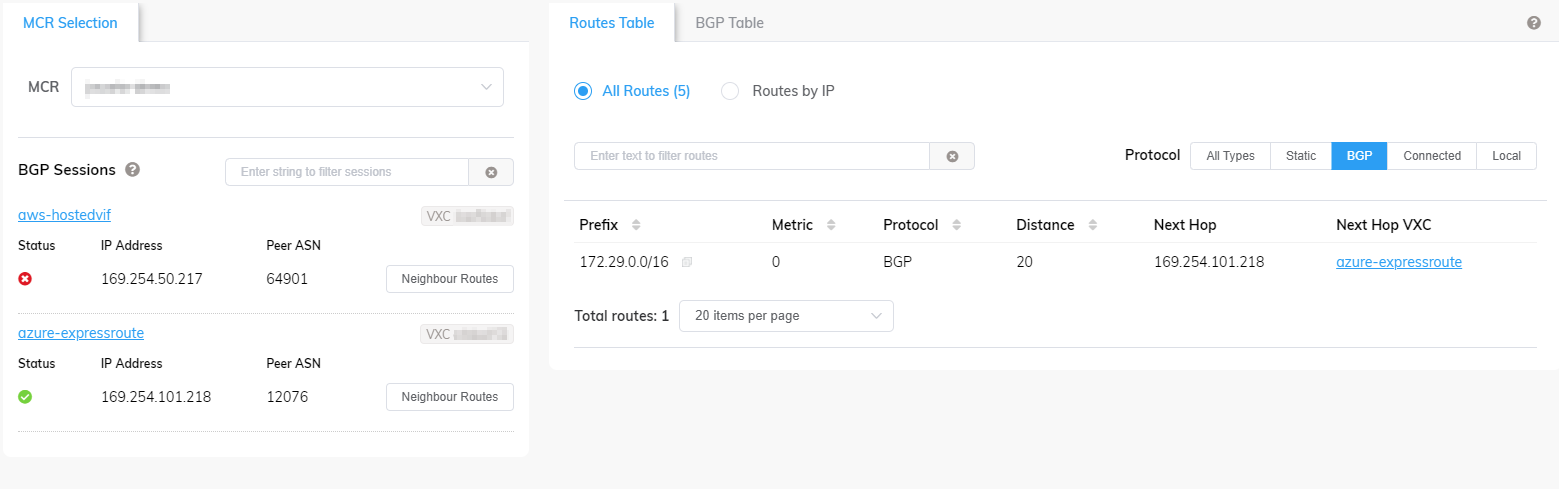 MCR Selection
MCR
BGP Sessions
Enter string to filter sessions
aws-hostedvif
VXC
Status IP Address Peer ASN
169.254.50.217 64901 Neighbour Routes
azure-expressroute
VXC
Status IP Address Peer ASN
169.254.101.218 12076 Neighbour Routes
Routes Table BGP Table
All Routes (5) Routes by IP
Enter text to filter routes
Protocol All Types Static BGP Connected Local
Prefix Metric Protocol Distance Next Hop Next Hop VXC
172.29.0.0/16 0 BGP 20 169.254.101.218 azure-expressroute
Total routes: 1 20 items per page